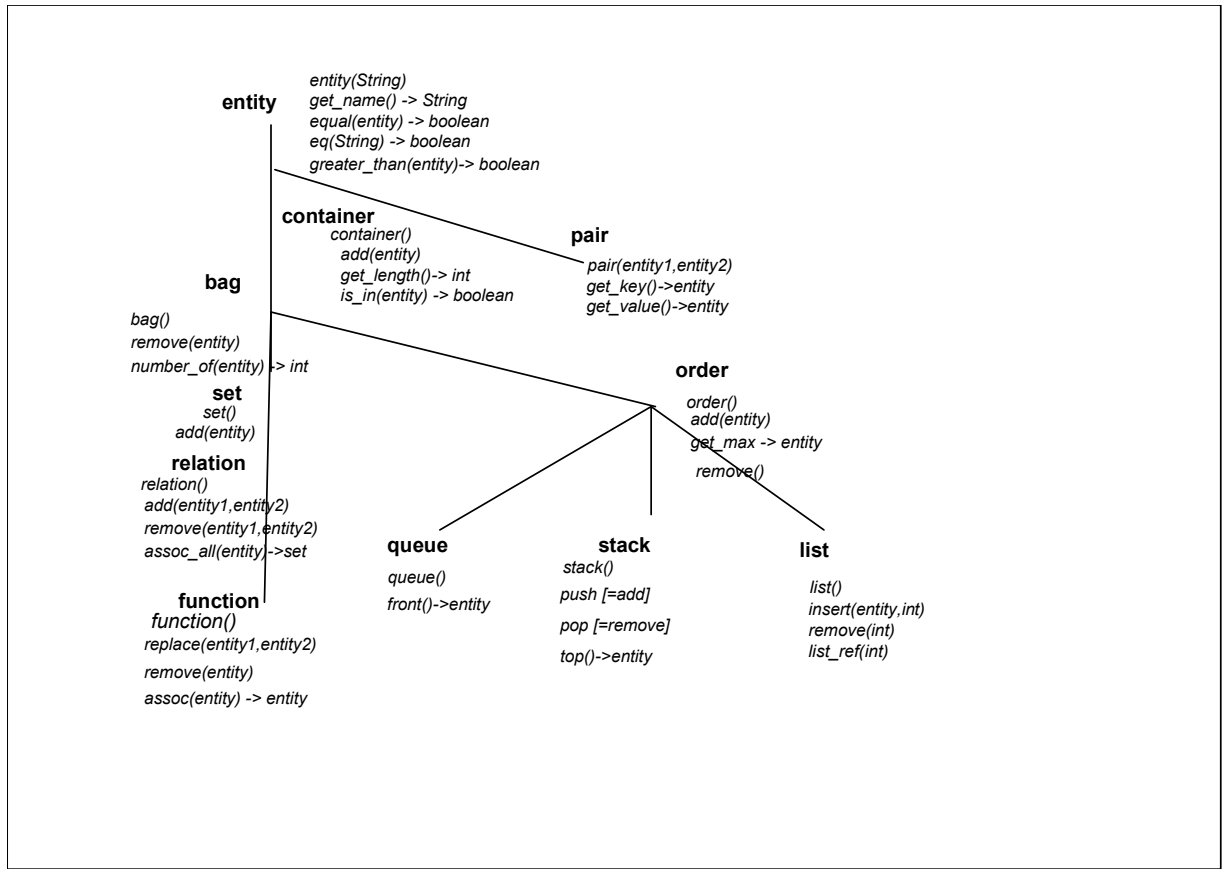 entity
entity(String)
get_name() -> String
equal(entity) -> boolean
eq(String) -> boolean
greater_than(entity)-> boolean
container
container()
add(entity)
get_length()-> int
is_in(entity) -> boolean
pair
pair(entity1,entity2)
get_key()->entity
get_value()->entity
bag
bag()
remove(entity)
number_of(entity) -> int
set
set()
add(entity)
relation
relation()
add(entity1,entity2)
remove(entity1,entity2)
assoc_all(entity)->set
function
function()
replace(entity1,entity2)
remove(entity)
assoc(entity) -> entity
order
order()
add(entity)
get_max -> entity
remove()
queue
queue()
front()->entity
stack
stack()
push [=add]
pop [=remove]
top()->entity
list
list()
insert(entity,int)
remove(int)
list_ref(int)